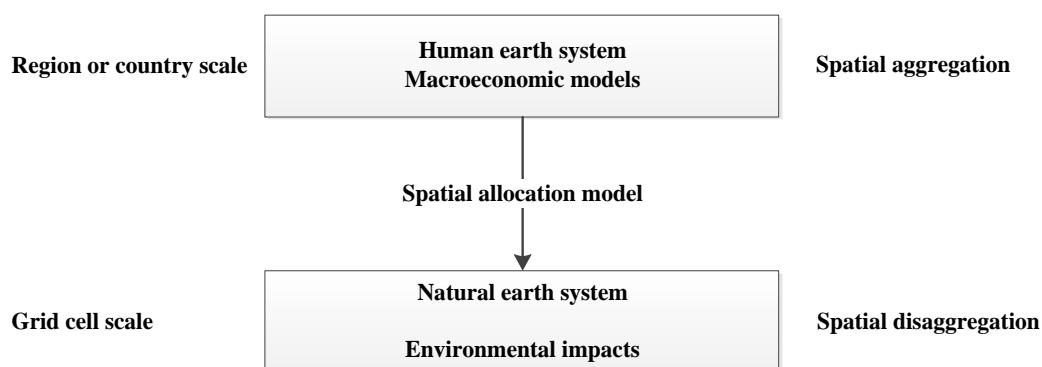 Region or country scale
Human earth system
Macroeconomic models
Spatial aggregation
Spatial allocation model
Grid cell scale
Natural earth system
Environmental impacts
Spatial disaggregation